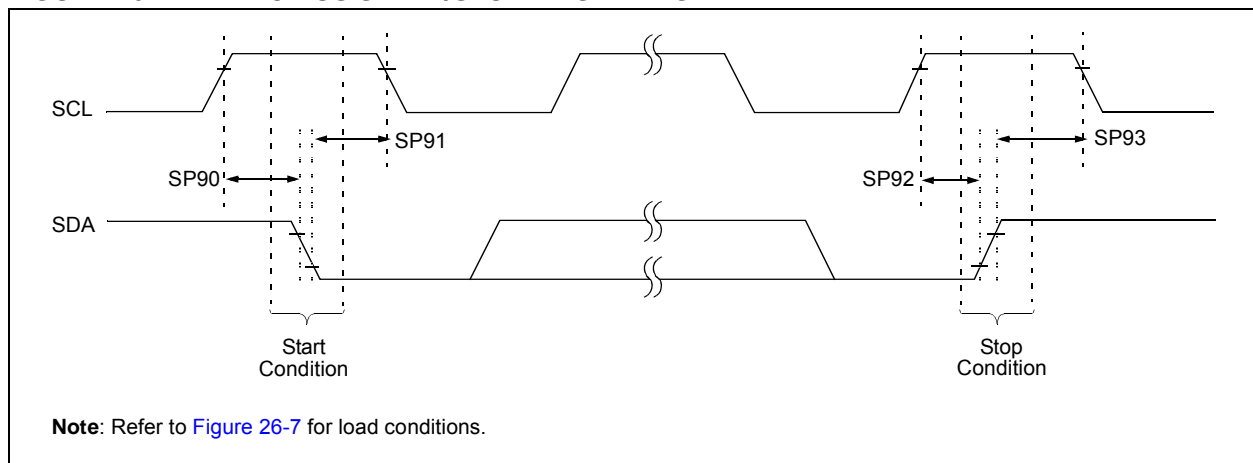 SCL
SP91
SP93
SP90
SP92
SDA
Start
Condition
Stop
Condition
Note: Refer to Figure 26-7 for load conditions.